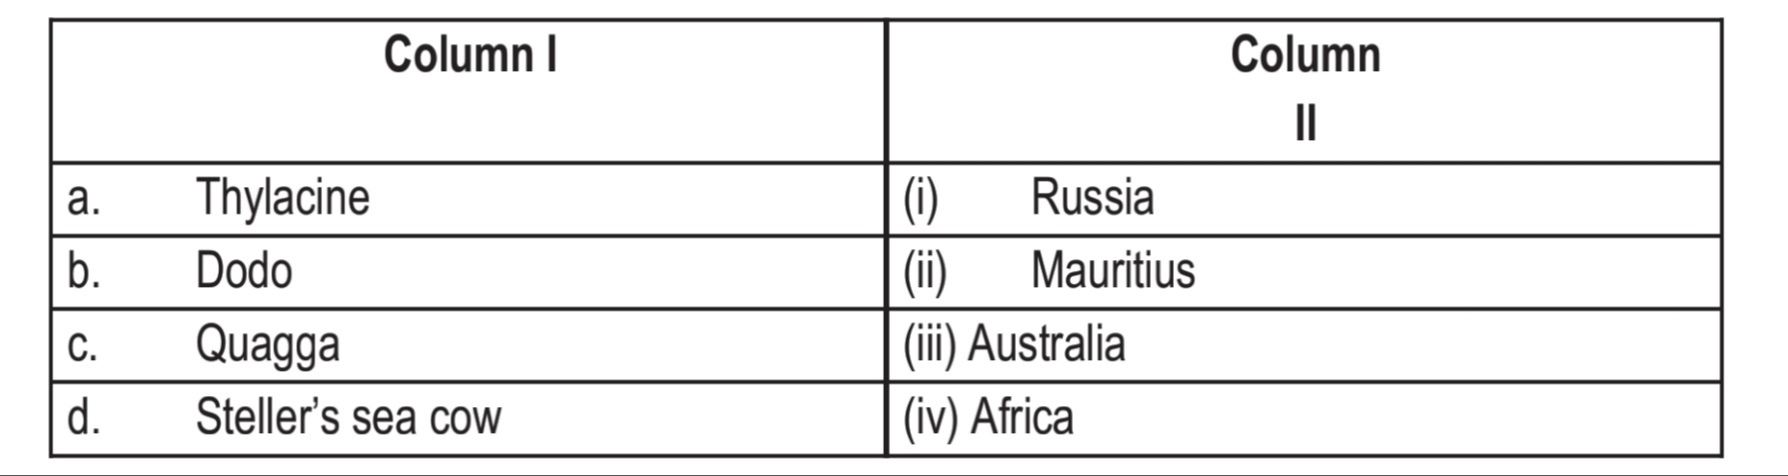 Column I
Column
II
a. Thylacine
(i) Russia
b. Dodo
(ii) Mauritius
c. Quagga
(iii) Australia
d. Steller’s sea cow
(iv) Africa